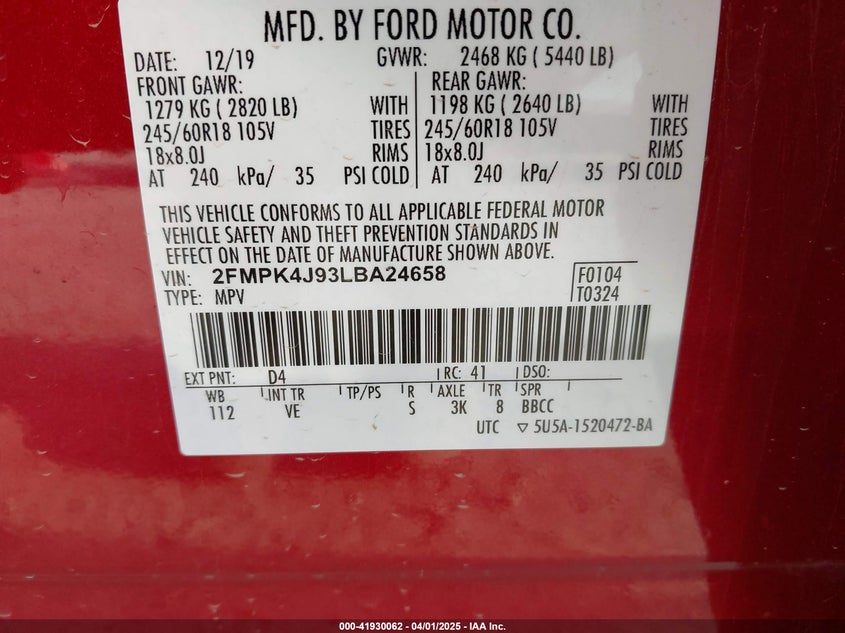 MFD. BY FORD MOTOR CO.
DATE: 12/19 GVWR: 2468 KG ( 5440 LB)
FRONT GAWR: REAR GAWR:
1279 KG ( 2820 LB) WITH 1198 KG ( 2640 LB) WITH
245/60R18 105V TIRES 245/60R18 105V TIRES
18x8.0J RIMS 18x8.0J RIMS
AT 240 kPa/ 35 PSI COLD AT 240 kPa/ 35 PSI COLD
THIS VEHICLE CONFORMS TO ALL APPLICABLE FEDERAL MOTOR
VEHICLE SAFETY AND THEFT PREVENTION STANDARDS IN
EFFECT ON THE DATE OF MANUFACTURE SHOWN ABOVE.
VIN: 2FMPK4J93LBA24658 F0104
TYPE: MPV T0324
EXT PNT: D4 RC: 41 DSO:
WB INT TR TP/PS R AXLE TR SPR
112 VE S 3K 8 BBCC
UTC ▽ 5U5A-1520472-BA
000-41930062 - 04/01/2025 - IAA Inc.